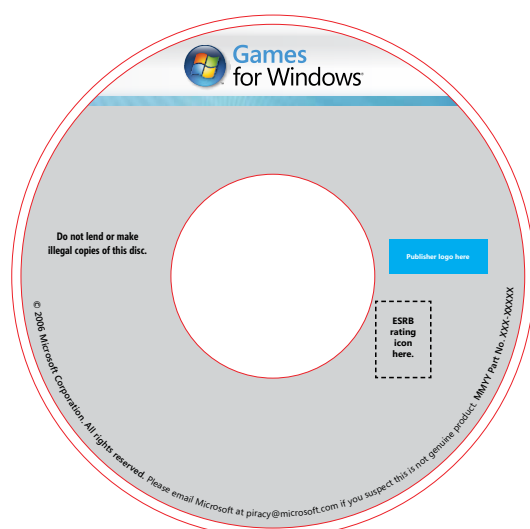 Games
for Windows
Do not lend or make
illegal copies of this disc.
Publisher logo here
ESRB
rating
icon
here.
© 2006 Microsoft Corporation. All rights reserved. Please email Microsoft at piracy@microsoft.com if you suspect this is not genuine product. MMYY Part No. XXX-XXXXX